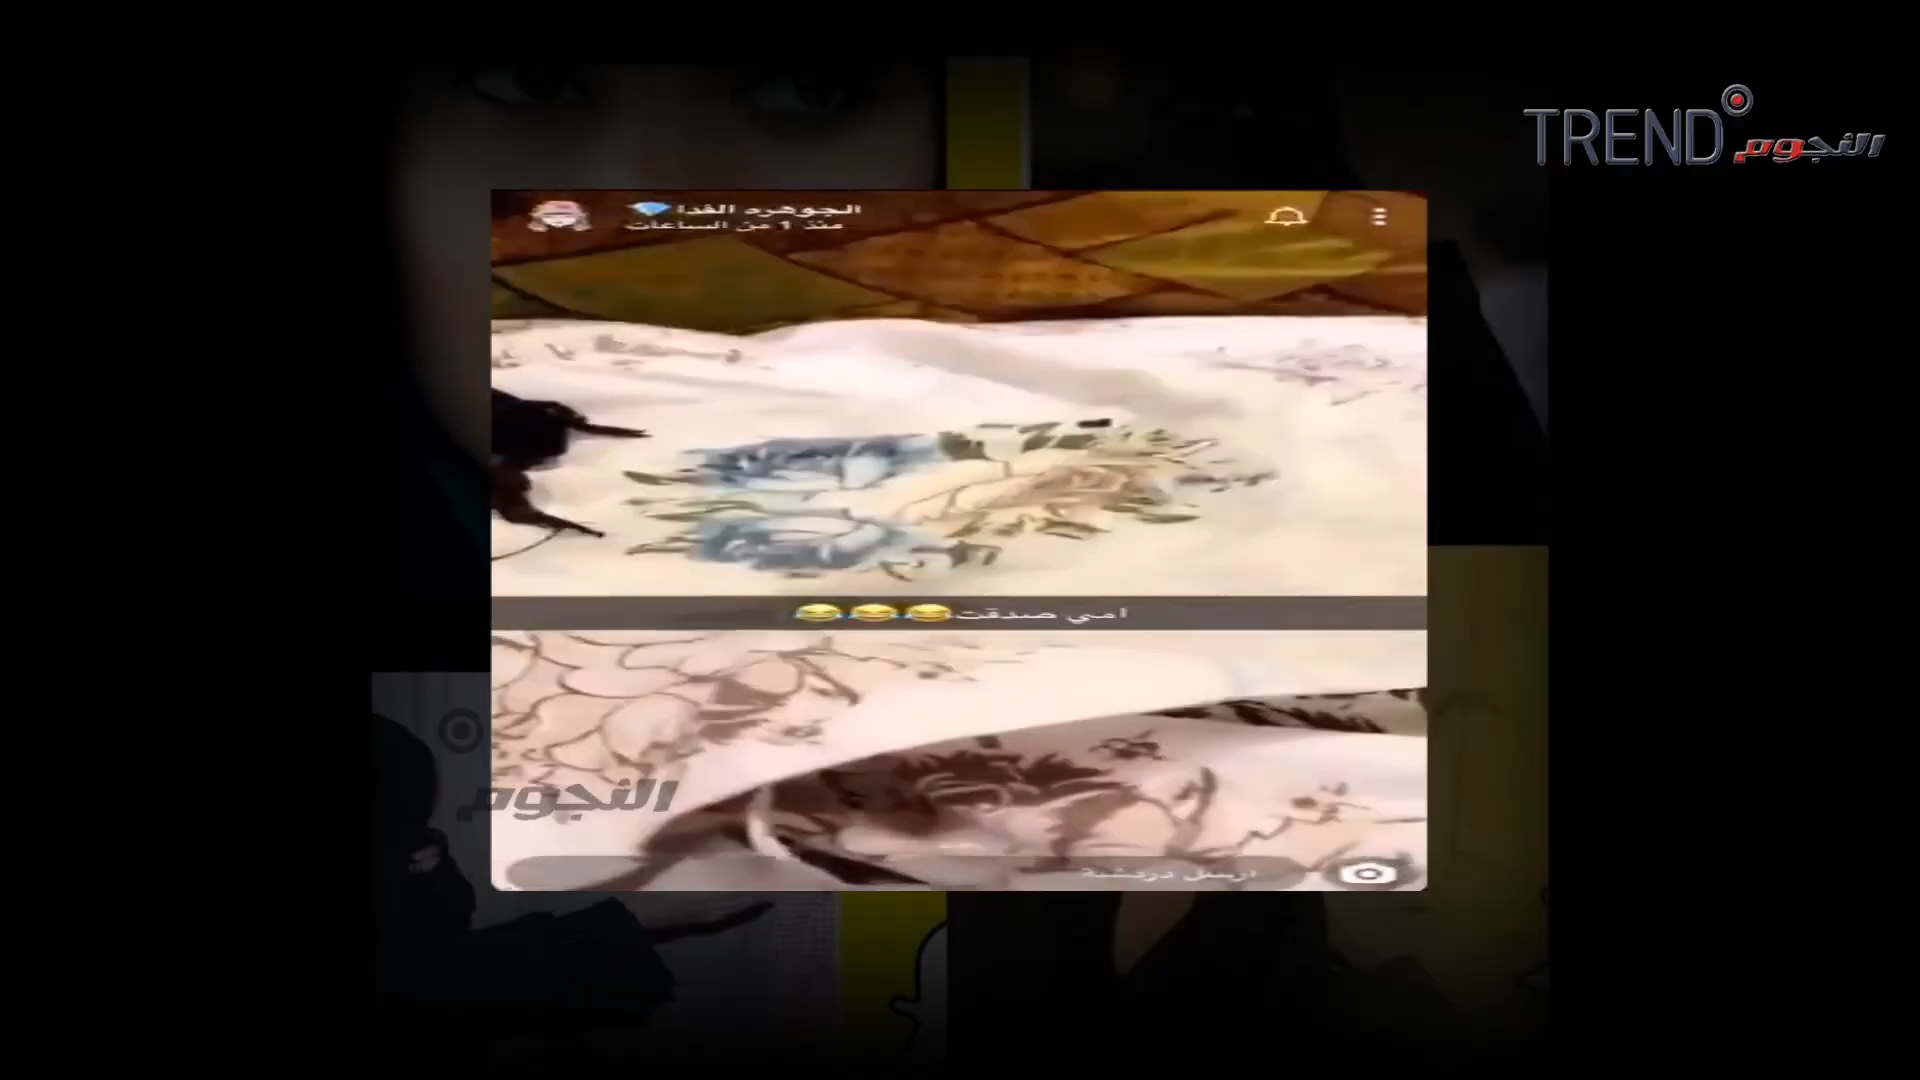 TREND النجوم
الجوهره الفدا
منذ 1 من الساعات
امي صدقت
النجوم
ارسل دردشة